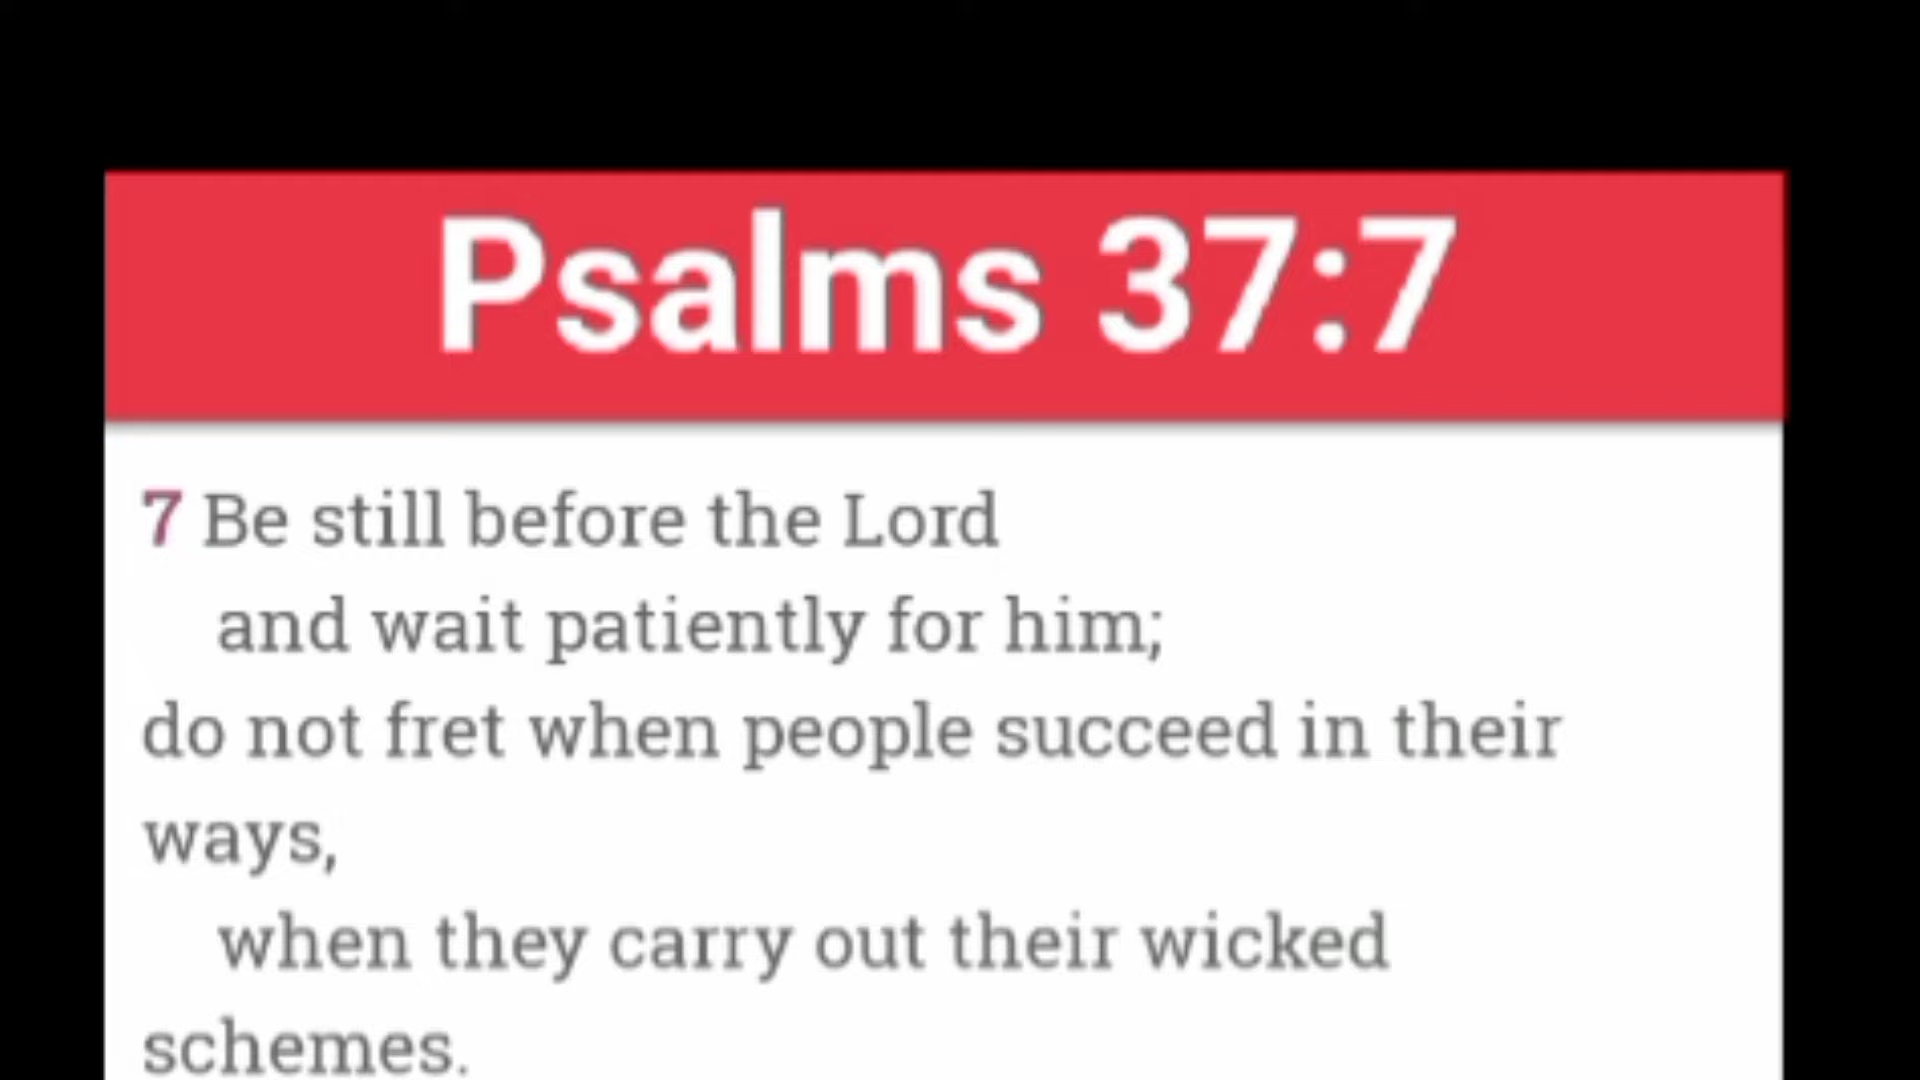 Psalms 37:7
7 Be still before the Lord
and wait patiently for him;
do not fret when people succeed in their
ways,
when they carry out their wicked
schemes.